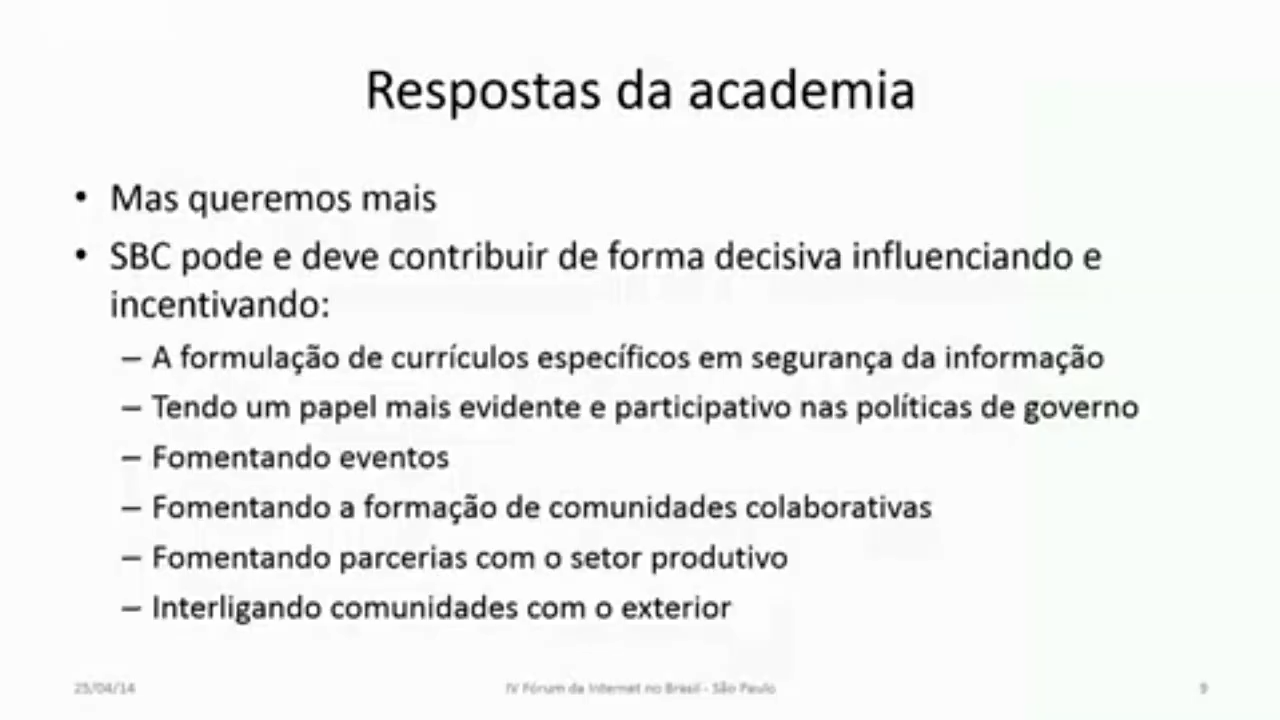 Respostas da academia
• Mas queremos mais
• SBC pode e deve contribuir de forma decisiva influenciando e
incentivando:
– A formulação de currículos específicos em segurança da informação
– Tendo um papel mais evidente e participativo nas políticas de governo
– Fomentando eventos
– Fomentando a formação de comunidades colaborativas
– Fomentando parcerias com o setor produtivo
– Interligando comunidades com o exterior
25/04/14 IV Fórum da Internet no Brasil - São Paulo 9